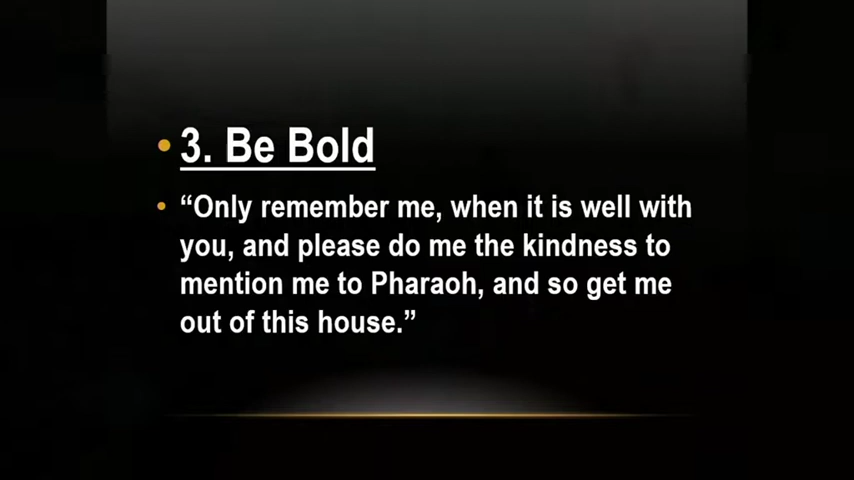 • 3. Be Bold
• “Only remember me, when it is well with
you, and please do me the kindness to
mention me to Pharaoh, and so get me
out of this house.”